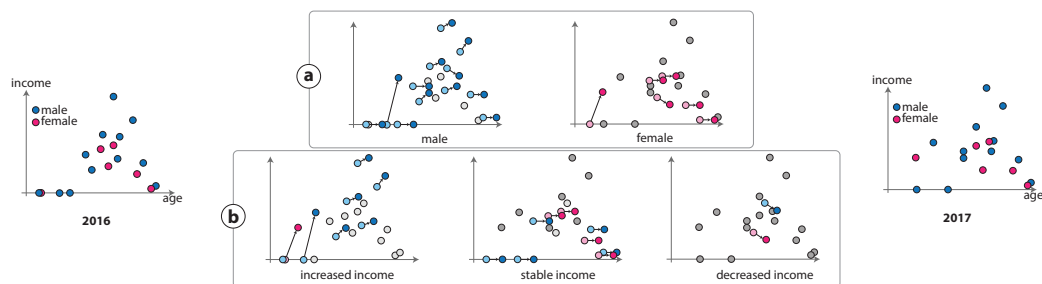 income
male
female
age
2016
a
male
female
b
increased income
stable income
decreased income
income
male
female
age
2017